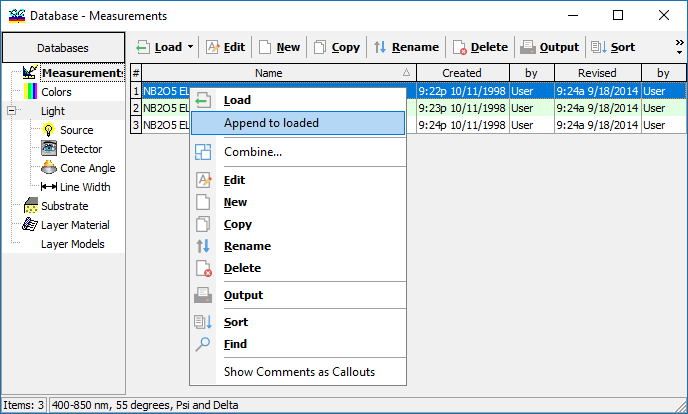 Database - Measurements
Databases
Load Edit New Copy Rename Delete Output Sort »
Measurement
Colors
Light
Source
Detector
Cone Angle
Line Width
Substrate
Layer Material
Layer Models
# Name Created by Revised by
1 NB2O5 9:22p 10/11/1998 User 9:24a 9/18/2014 User
2 NB2O5 9:23p 10/11/1998 User 9:24a 9/18/2014 User
3 NB2O5 9:24p 10/11/1998 User 9:24a 9/18/2014 User
Load
Append to loaded
Combine...
Edit
New
Copy
Rename
Delete
Output
Sort
Find
Show Comments as Callouts
Items: 3 400-850 nm, 55 degrees, Psi and Delta